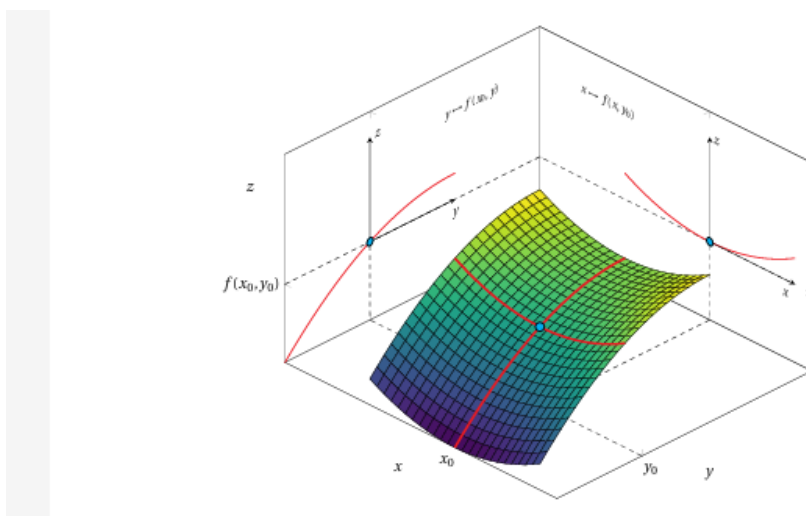 y ↦ f(x₀, y)
x ↦ f(x, y₀)
z
z
z
y
f(x₀, y₀)
x
x₀
x
y₀
y